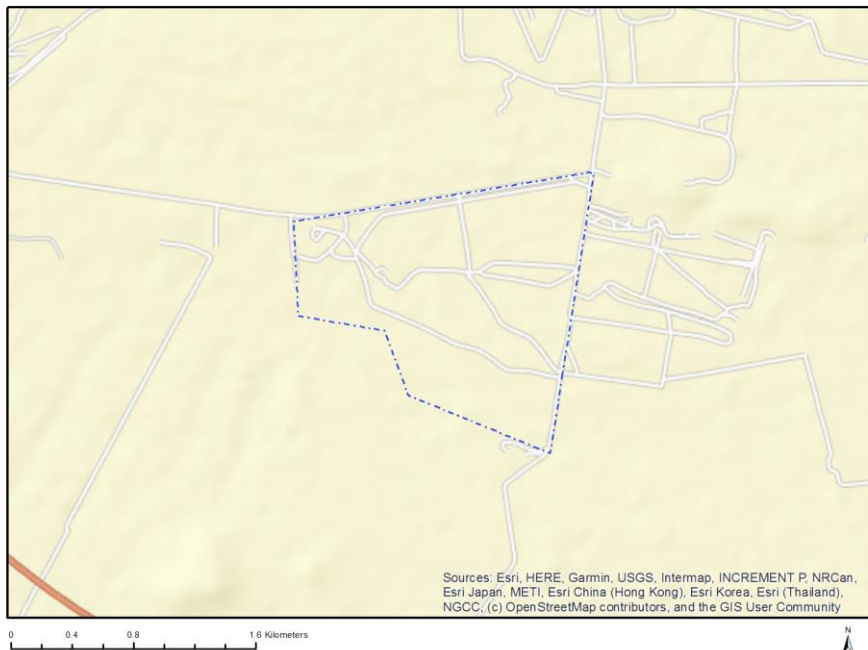 Sources: Esri, HERE, Garmin, USGS, Intermap, INCREMENT P, NRCan,
Esri Japan, METI, Esri China (Hong Kong), Esri Korea, Esri (Thailand),
NGCC, (c) OpenStreetMap contributors, and the GIS User Community
0 0.4 0.8 1.6 Kilometers
N